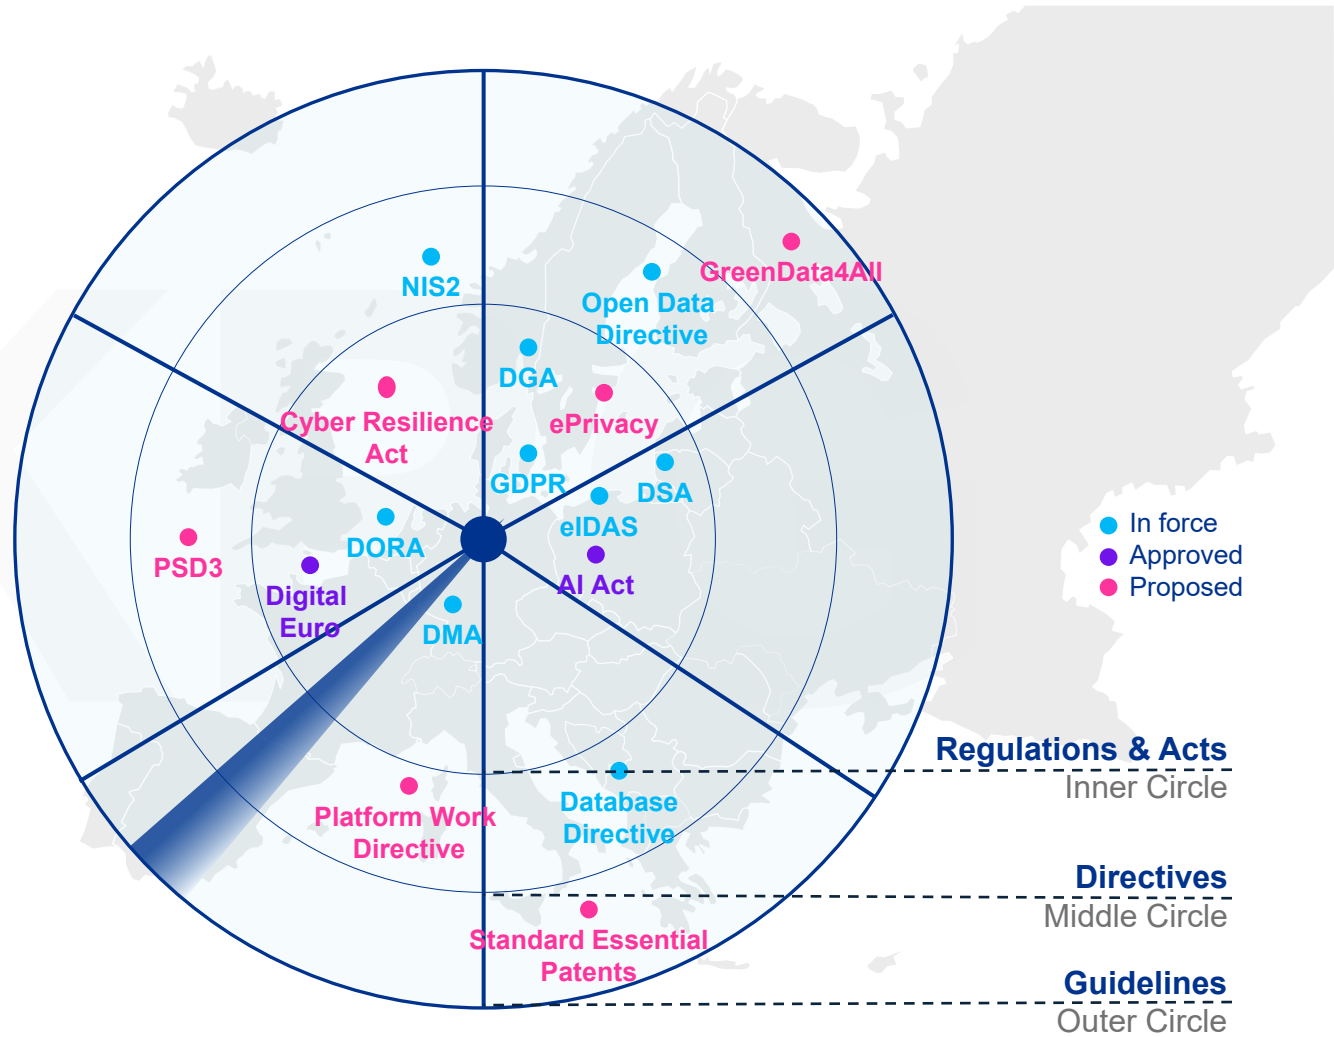 NIS2
GreenData4All
Open Data
Directive
DGA
Cyber Resilience
Act
ePrivacy
GDPR
DSA
eIDAS
DORA
PSD3
AI Act
Digital
Euro
DMA
In force
Approved
Proposed
Regulations & Acts
Inner Circle
Platform Work
Directive
Database
Directive
Directives
Middle Circle
Standard Essential
Patents
Guidelines
Outer Circle